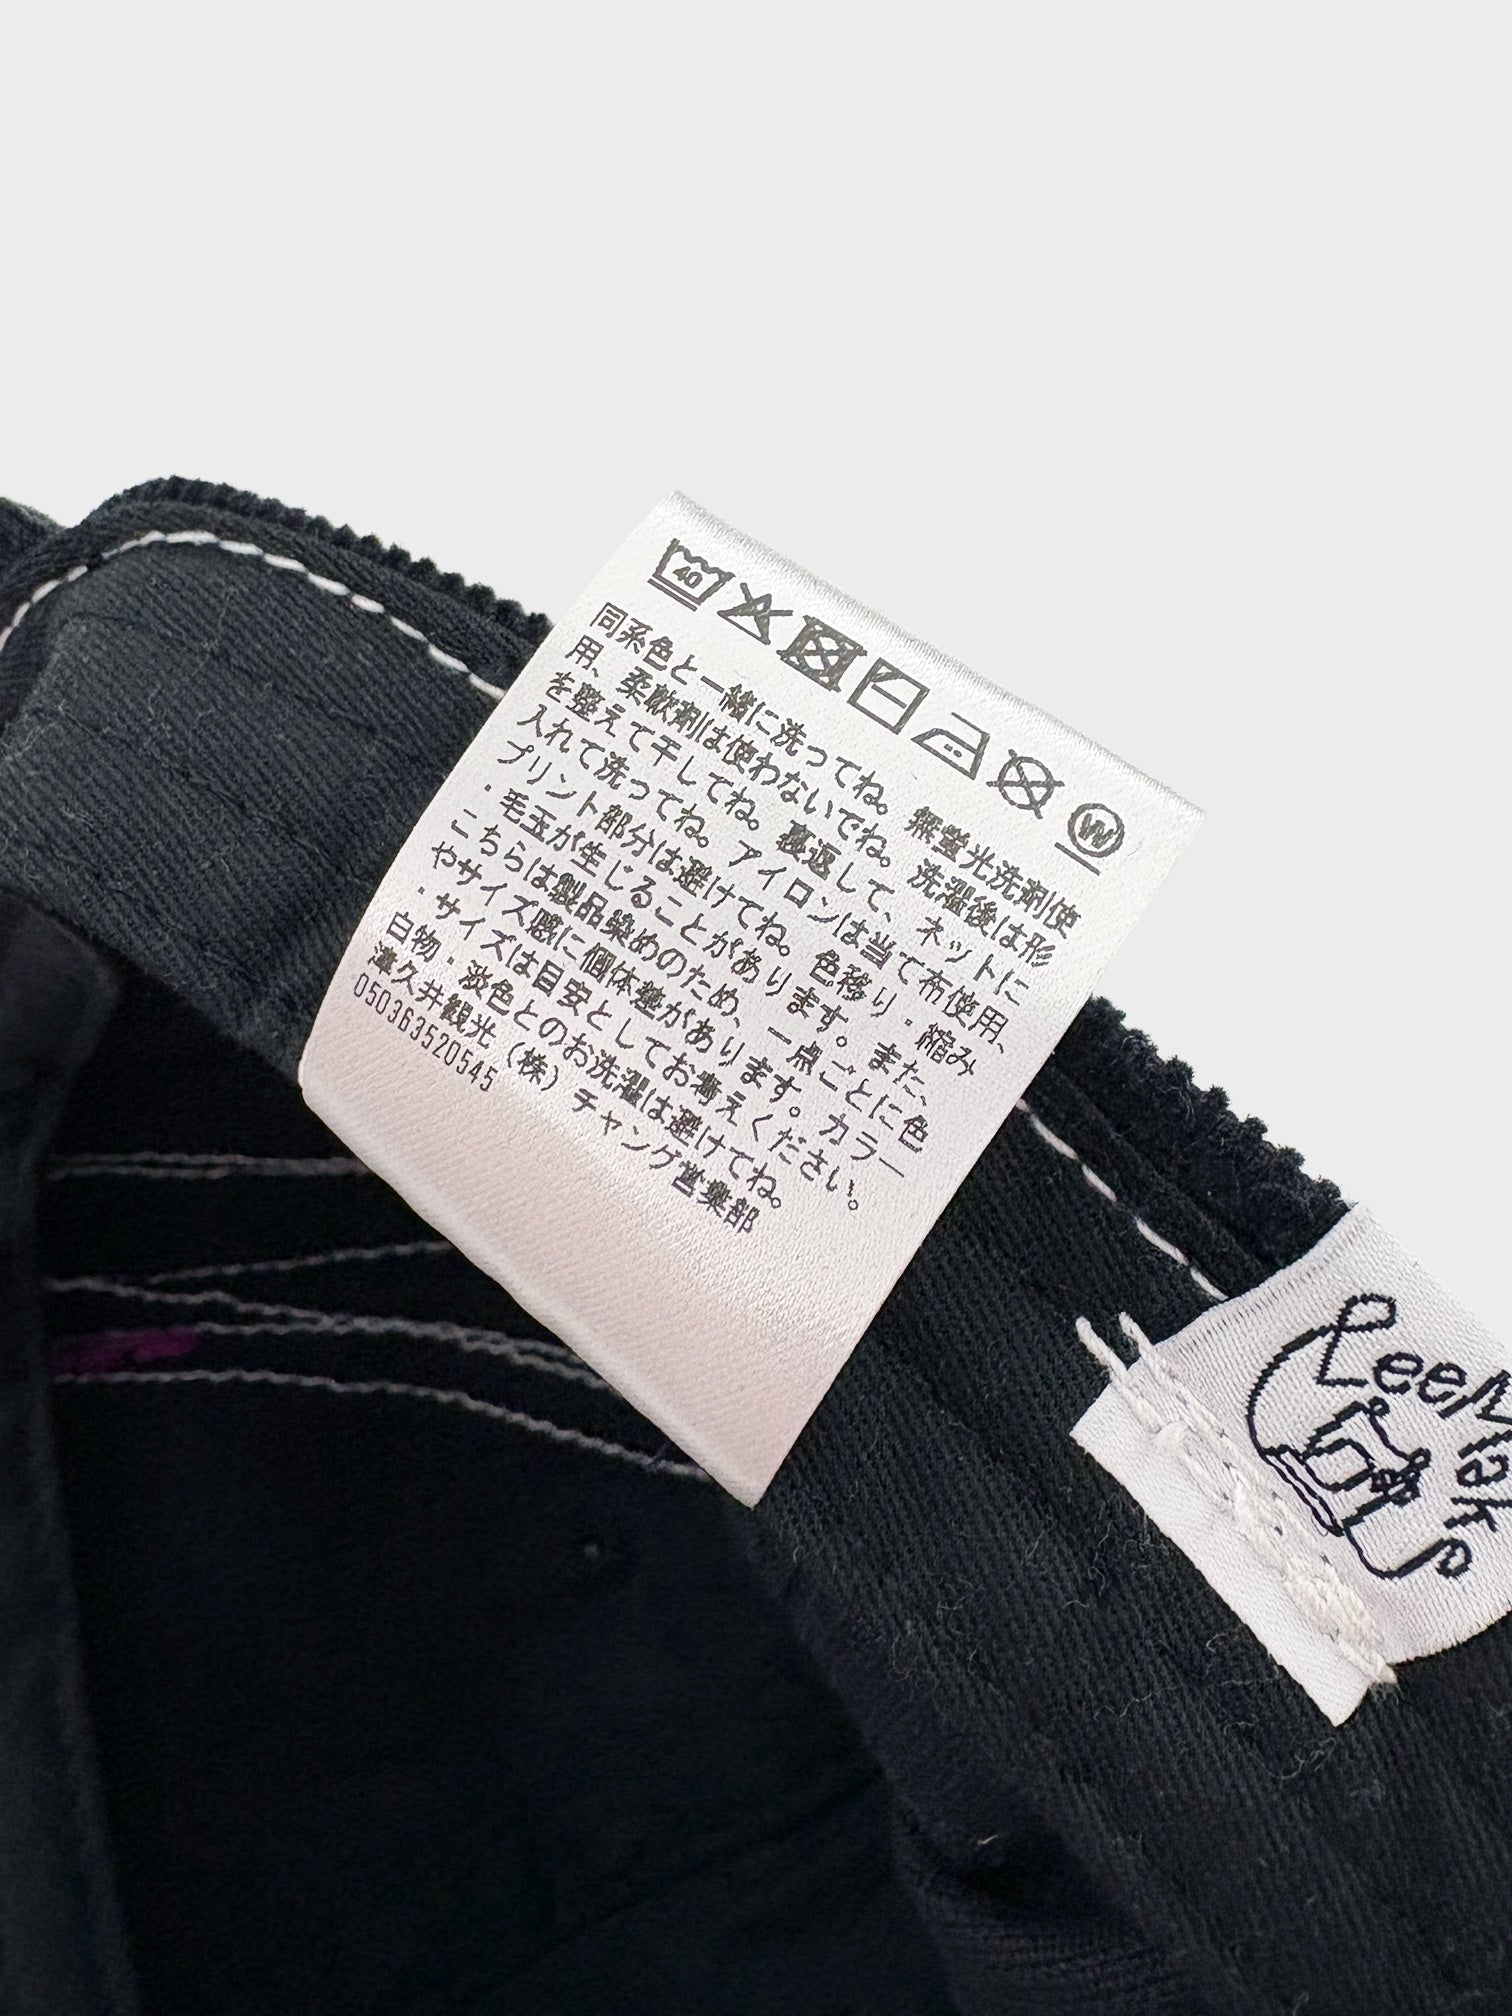 40
同系色と一緒に洗ってね。無蛍光洗剤使
用、柔軟剤は使わないでね。洗濯後は形
を整えて干してね。裏返して、ネットに
入れて洗ってね。アイロンは当て布使用、
プリント部分は避けてね。色移り・縮み
・毛玉が生じることがあります。また、
こちらは製品染めのため、一点ごとに色
やサイズ感に個体差があります。カラー
・サイズは目安としてお考えください。
白物・淡色とのお洗濯は避けてね。
津久井観光(株)チャング営業部
050363520545